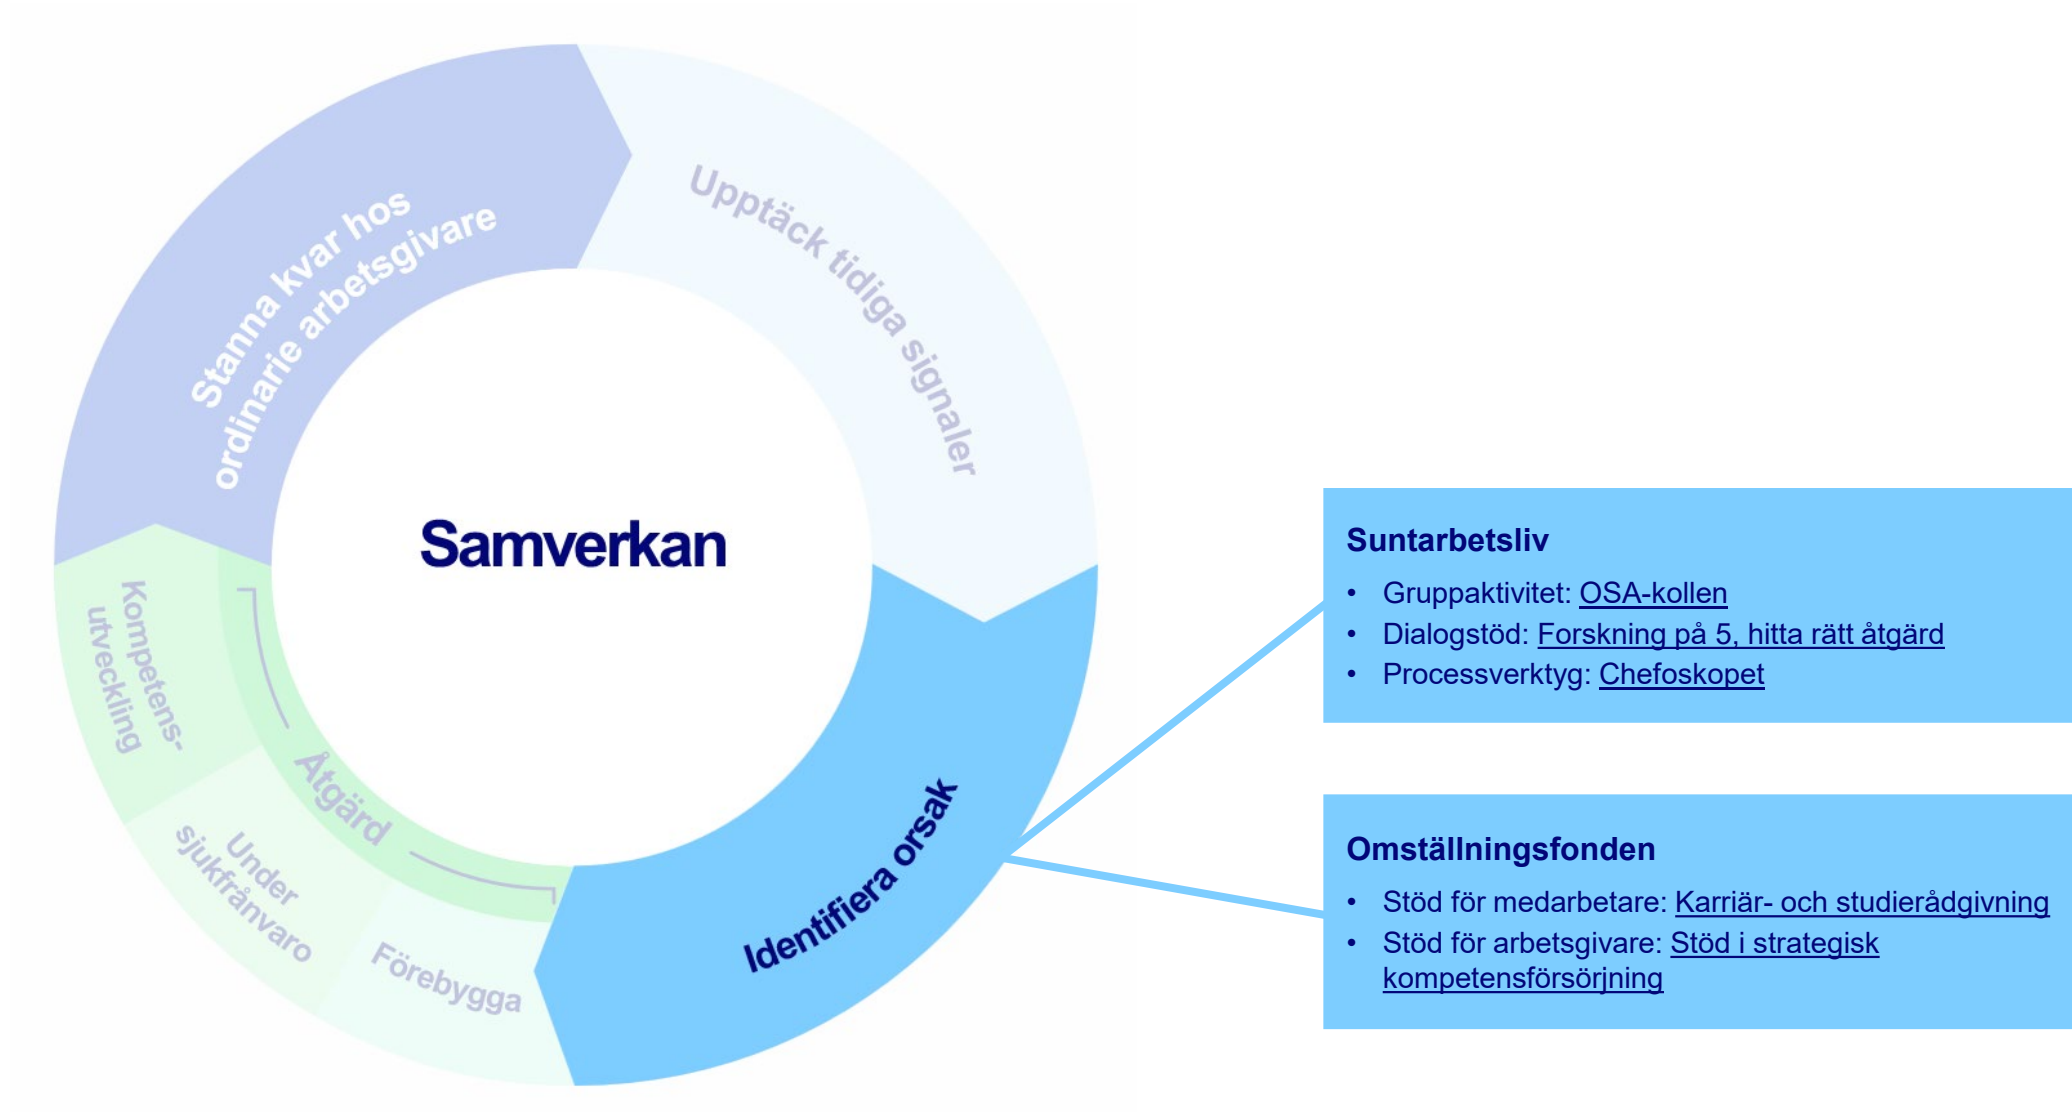 Stanna kvar hos
ordinarie arbetsgivare
Upptäck tidiga signaler
Samverkan
Identifiera orsak
Kompetens-
utveckling
Åtgärd
Under
sjukfrånvaro
Förebygga
Suntarbetsliv
• Gruppaktivitet: OSA-kollen
• Dialogstöd: Forskning på 5, hitta rätt åtgärd
• Processverktyg: Chefoskopet
Omställningsfonden
• Stöd för medarbetare: Karriär- och studierådgivning
• Stöd för arbetsgivare: Stöd i strategisk
kompetensförsörjning